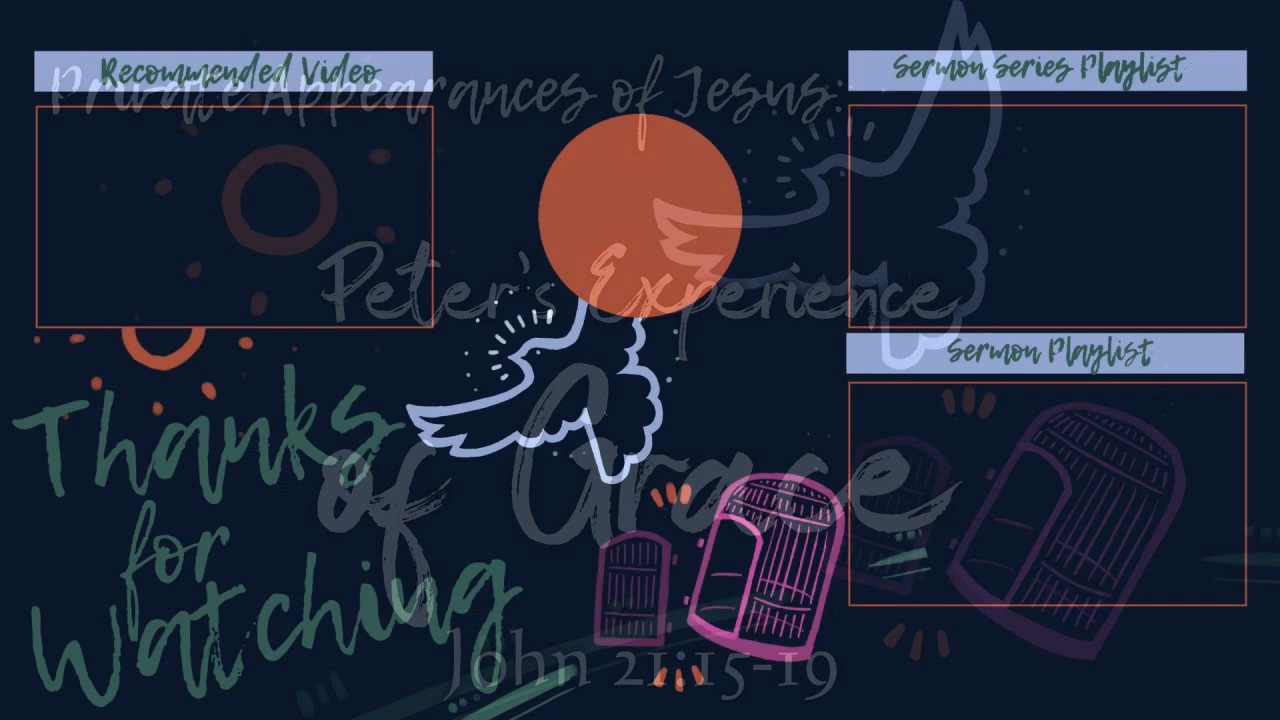 Recommended Video
Sermon Series Playlist
Private Appearances of Jesus:
Peter's Experience
of Grace
John 21:15-19
Sermon Playlist
Thanks
for
Watching